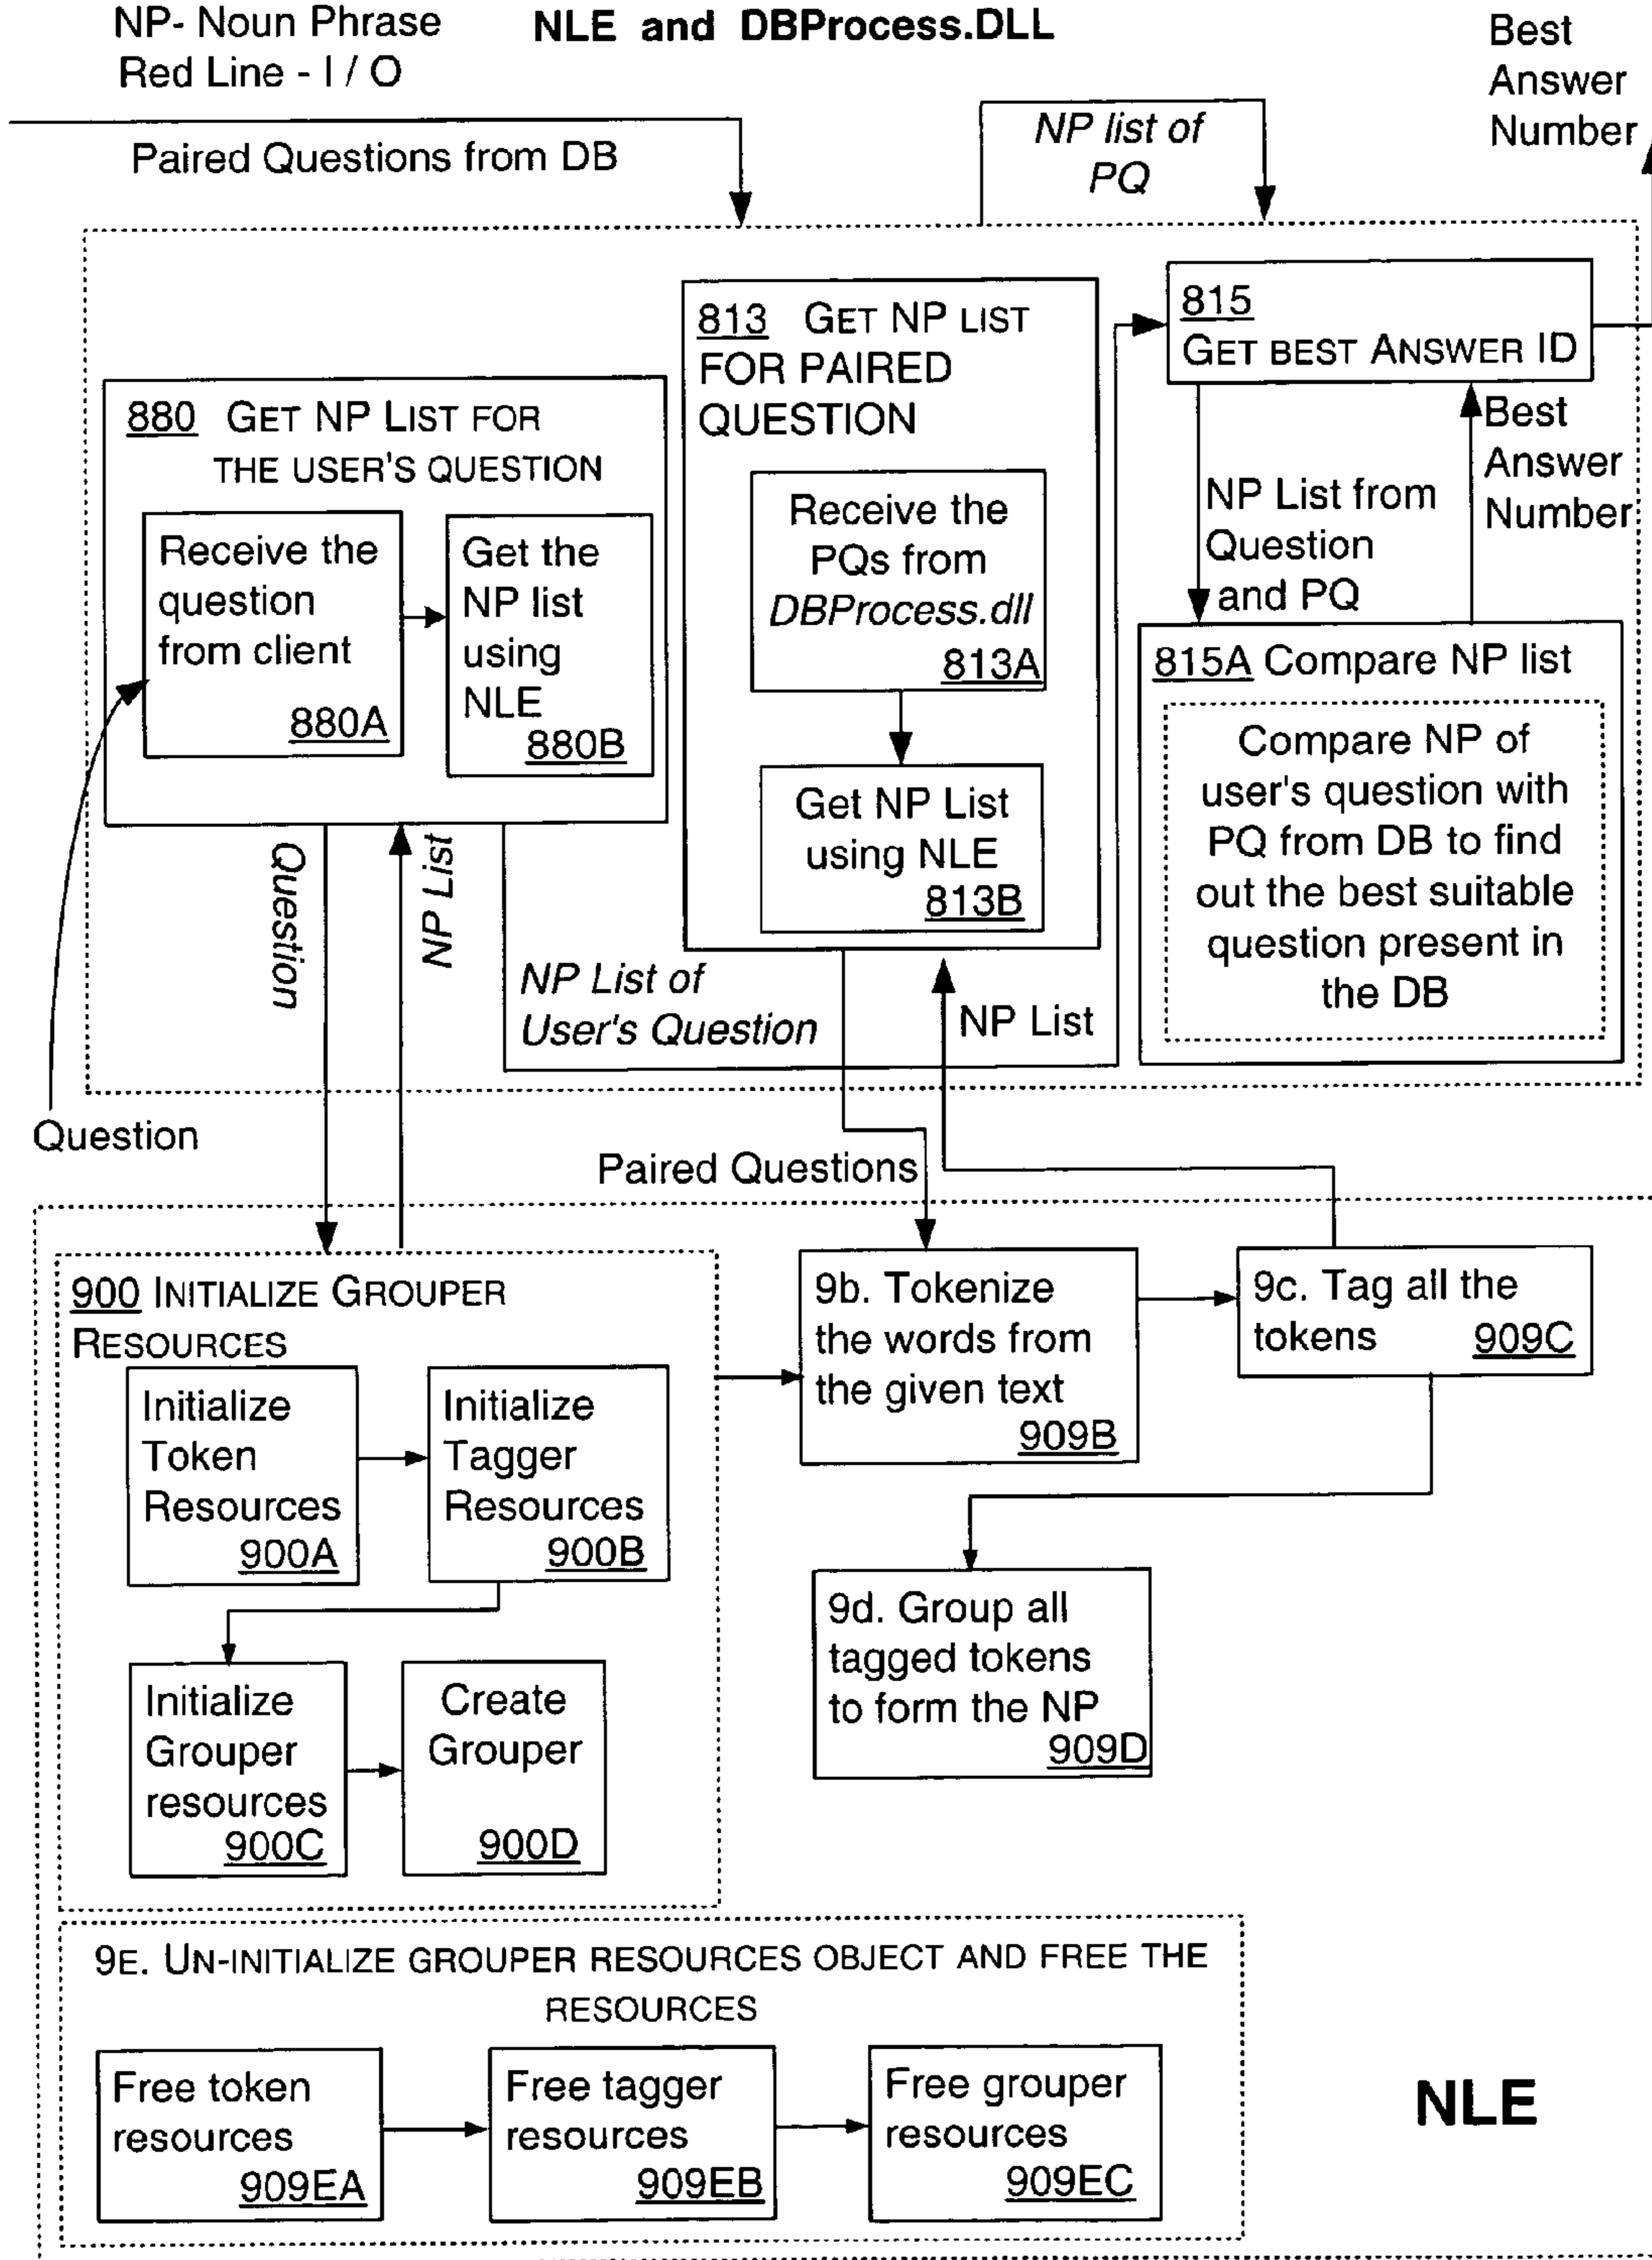 NP- Noun Phrase
Red Line - I / O
NLE and DBProcess.DLL
Best
Answer
Number
Paired Questions from DB
NP list of
PQ
880 GET NP LIST FOR
THE USER'S QUESTION
Receive the
question
from client
880A
Get the
NP list
using
NLE
880B
813 GET NP LIST
FOR PAIRED
QUESTION
Receive the
PQs from
DBProcess.dll
813A
Get NP List
using NLE
813B
815
GET BEST ANSWER ID
NP List from
Question
and PQ
Best
Answer
Number
815A Compare NP list
Compare NP of
user's question with
PQ from DB to find
out the best suitable
question present in
the DB
Question
NP List
NP List of
User's Question
NP List
Question
Paired Questions
900 INITIALIZE GROUPER
RESOURCES
Initialize
Token
Resources
900A
Initialize
Tagger
Resources
900B
Initialize
Grouper
resources
900C
Create
Grouper
900D
9b. Tokenize
the words from
the given text
909B
9c. Tag all the
tokens 909C
9d. Group all
tagged tokens
to form the NP
909D
9E. UN-INITIALIZE GROUPER RESOURCES OBJECT AND FREE THE
RESOURCES
Free token
resources
909EA
Free tagger
resources
909EB
Free grouper
resources
909EC
NLE